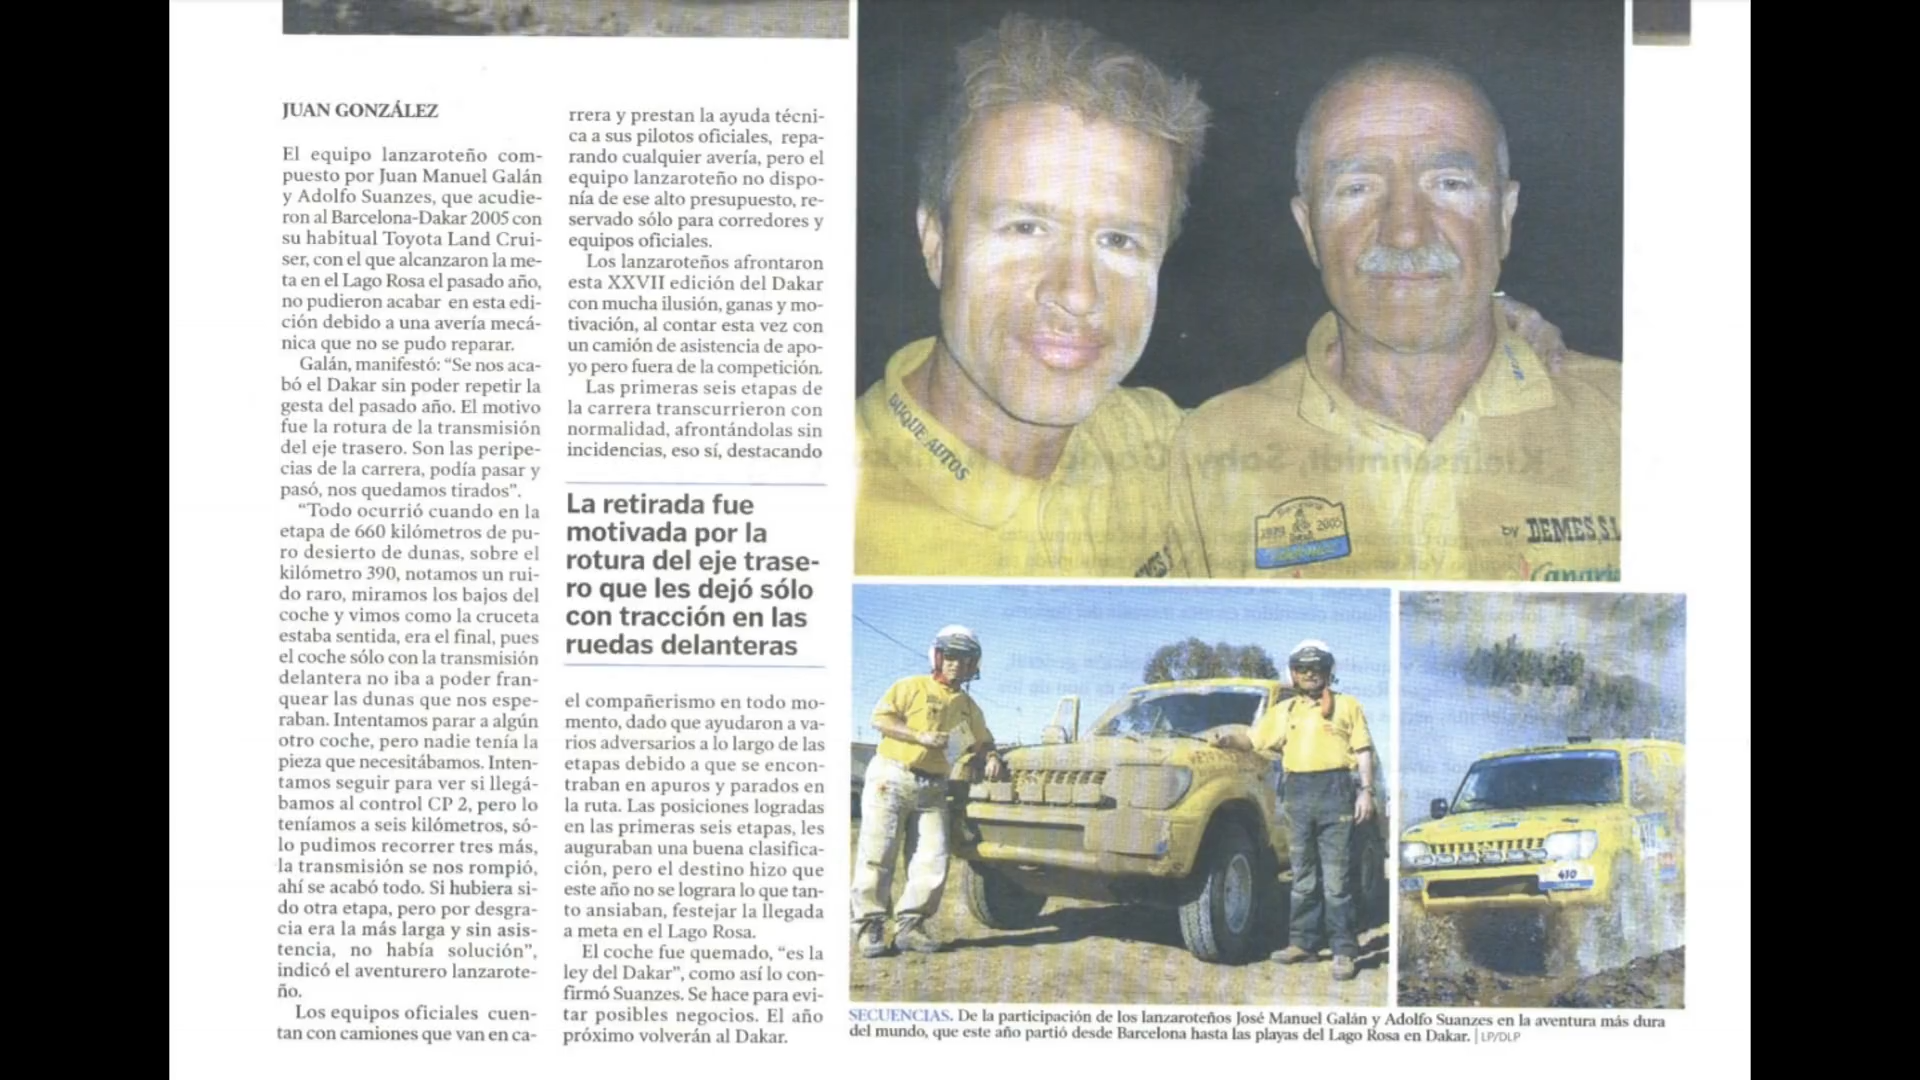 JUAN GONZÁLEZ
El equipo lanzaroteño com-
puesto por Juan Manuel Galán
y Adolfo Suanzes, que acudie-
ron al Barcelona-Dakar 2005 con
su habitual Toyota Land Crui-
ser, con el que alcanzaron la me-
ta en el Lago Rosa el pasado año,
no pudieron acabar en esta edi-
ción debido a una avería mecá-
nica que no se pudo reparar.
Galán, manifestó: “Se nos aca-
bó el Dakar sin poder repetir la
gesta del pasado año. El motivo
fue la rotura de la transmisión
del eje trasero. Son las peripe-
cias de la carrera, podía pasar y
pasó, nos quedamos tirados”.
“Todo ocurrió cuando en la
etapa de 660 kilómetros de pu-
ro desierto de dunas, sobre el
kilómetro 390, notamos un rui-
do raro, miramos los bajos del
coche y vimos como la cruceta
estaba sentida, era el final, pues
el coche sólo con la transmisión
delantera no iba a poder fran-
quear las dunas que nos espe-
raban. Intentamos parar a algún
otro coche, pero nadie tenía la
pieza que necesitábamos. Inten-
tamos seguir para ver si llegá-
bamos al control CP 2, pero lo
teníamos a seis kilómetros, só-
lo pudimos recorrer tres más,
la transmisión se nos rompió,
ahí se acabó todo. Si hubiera si-
do otra etapa, pero por desgra-
cia era la más larga y sin asis-
tencia, no había solución”,
indicó el aventurero lanzarote-
ño.
Los equipos oficiales cuen-
tan con camiones que van en ca-
rrera y prestan la ayuda técni-
ca a sus pilotos oficiales, repa-
rando cualquier avería, pero el
equipo lanzaroteño no dispo-
nía de ese alto presupuesto, re-
servado sólo para corredores y
equipos oficiales.
Los lanzaroteños afrontaron
esta XXVII edición del Dakar
con mucha ilusión, ganas y mo-
tivación, al contar esta vez con
un camión de asistencia de apo-
yo pero fuera de la competición.
Las primeras seis etapas de
la carrera transcurrieron con
normalidad, afrontándolas sin
incidencias, eso sí, destacando
La retirada fue
motivada por la
rotura del eje trase-
ro que les dejó sólo
con tracción en las
ruedas delanteras
el compañerismo en todo mo-
mento, dado que ayudaron a va-
rios adversarios a lo largo de las
etapas debido a que se encon-
traban en apuros y parados en
la ruta. Las posiciones logradas
en las primeras seis etapas, les
auguraban una buena clasifica-
ción, pero el destino hizo que
este año no se lograra lo que tan-
to ansiaban, festejar la llegada
a meta en el Lago Rosa.
El coche fue quemado, “es la
ley del Dakar”, como así lo con-
firmó Suanzes. Se hace para evi-
tar posibles negocios. El año
próximo volverán al Dakar.
DUQUE AUTOS
1979 2005
by DEMES, S.L
Canaria
410
SECUENCIAS. De la participación de los lanzaroteños José Manuel Galán y Adolfo Suanzes en la aventura más dura
del mundo, que este año partió desde Barcelona hasta las playas del Lago Rosa en Dakar. | LP/DLP